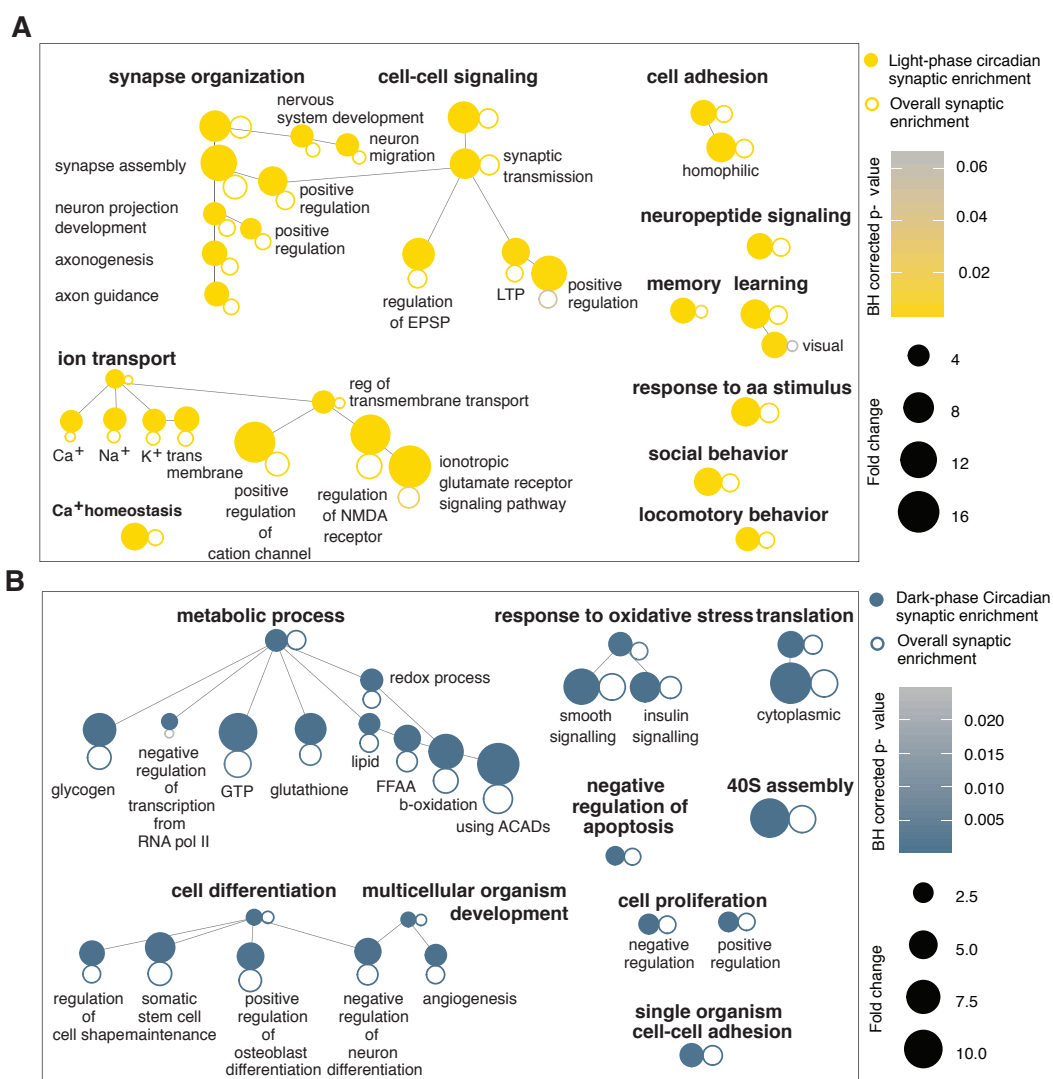 A
synapse organization
cell-cell signaling
cell adhesion
nervous
system development
neuron
migration
synapse assembly
synaptic
transmission
homophilic
positive
regulation
neuron projection
development
positive
regulation
axonogenesis
axon guidance
regulation
of EPSP
LTP
positive
regulation
neuropeptide signaling
memory
learning
visual
ion transport
reg of
transmembrane transport
response to aa stimulus
Ca+
Na+
K+
trans
membrane
positive
regulation
of
cation channel
regulation
of NMDA
receptor
ionotropic
glutamate receptor
signaling pathway
social behavior
Ca+homeostasis
locomotory behavior
Light-phase circadian
synaptic enrichment
Overall synaptic
enrichment
BH corrected p- value
0.06
0.04
0.02
Fold change
4
8
12
16
B
metabolic process
response to oxidative stress
translation
redox process
smooth
signalling
insulin
signalling
cytoplasmic
glycogen
negative
regulation
of
transcription
from
RNA pol II
GTP
glutathione
lipid
FFAA
b-oxidation
using ACADs
negative
regulation of
apoptosis
40S assembly
cell differentiation
multicellular organism
development
cell proliferation
negative
regulation
positive
regulation
regulation
of
cell shape
somatic
stem cell
maintenance
positive
regulation
of
osteoblast
differentiation
negative
regulation
of
neuron
differentiation
angiogenesis
single organism
cell-cell adhesion
Dark-phase Circadian
synaptic enrichment
Overall synaptic
enrichment
BH corrected p- value
0.020
0.015
0.010
0.005
Fold change
2.5
5.0
7.5
10.0